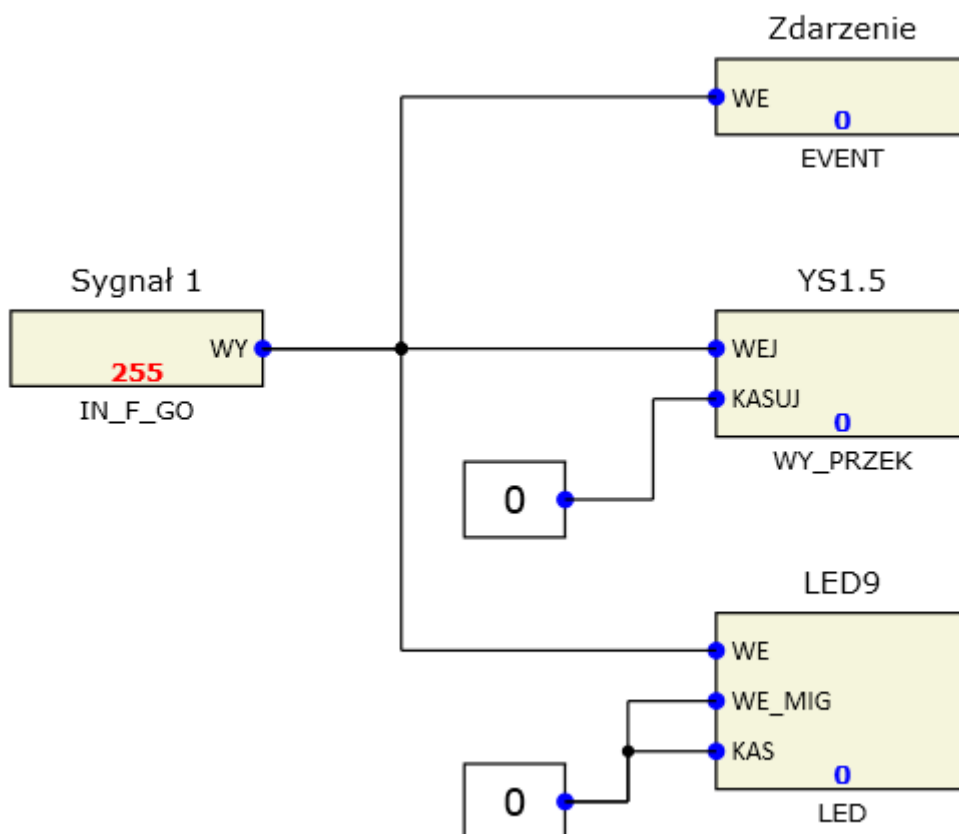 Zdarzenie
WE
0
EVENT
Sygnał 1
WY
255
IN_F_GO
YS1.5
WEJ
KASUJ
0
WY_PRZEK
0
LED9
WE
WE_MIG
KAS
0
LED
0